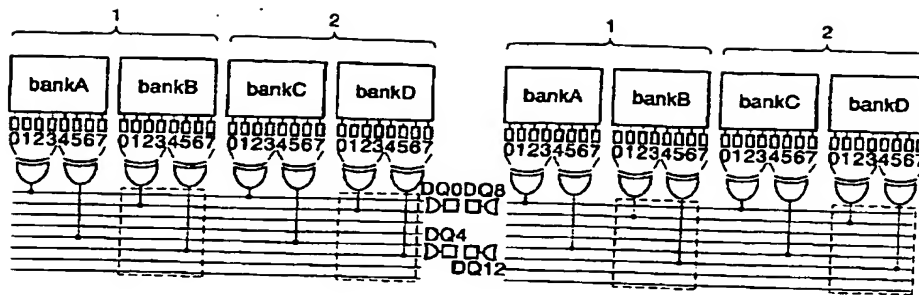 1 2 1 2
bankA bankB bankC bankD bankA bankB bankC bankD
01234567 01234567 01234567 01234567 01234567 01234567 01234567 01234567
DQ0DQ8
DQ4
DQ12